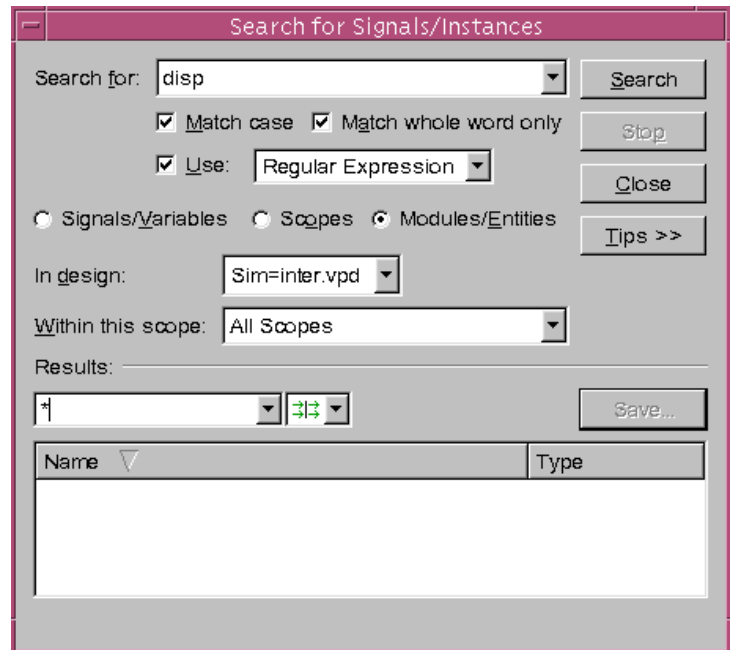 Search for Signals/Instances
Search for: disp Search
Match case Match whole word only Stop
Use: Regular Expression Close
Signals/Variables Scopes Modules/Entities Tips >>
In design: Sim=inter.vpd
Within this scope: All Scopes
Results:
* Save...
Name Type